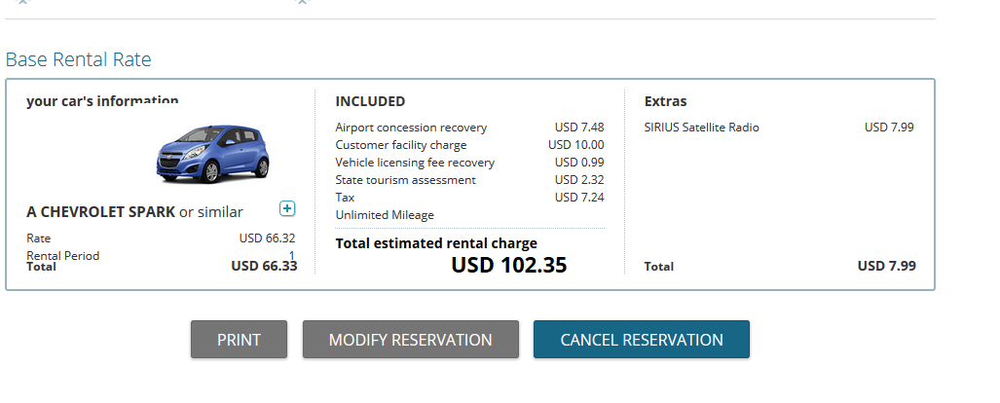 Base Rental Rate
your car's information
A CHEVROLET SPARK or similar
Rate USD 66.32
Rental Period 1
Total USD 66.33
INCLUDED
Airport concession recovery USD 7.48
Customer facility charge USD 10.00
Vehicle licensing fee recovery USD 0.99
State tourism assessment USD 2.32
Tax USD 7.24
Unlimited Mileage
Total estimated rental charge
USD 102.35
Extras
SIRIUS Satellite Radio USD 7.99
Total USD 7.99
PRINT
MODIFY RESERVATION
CANCEL RESERVATION